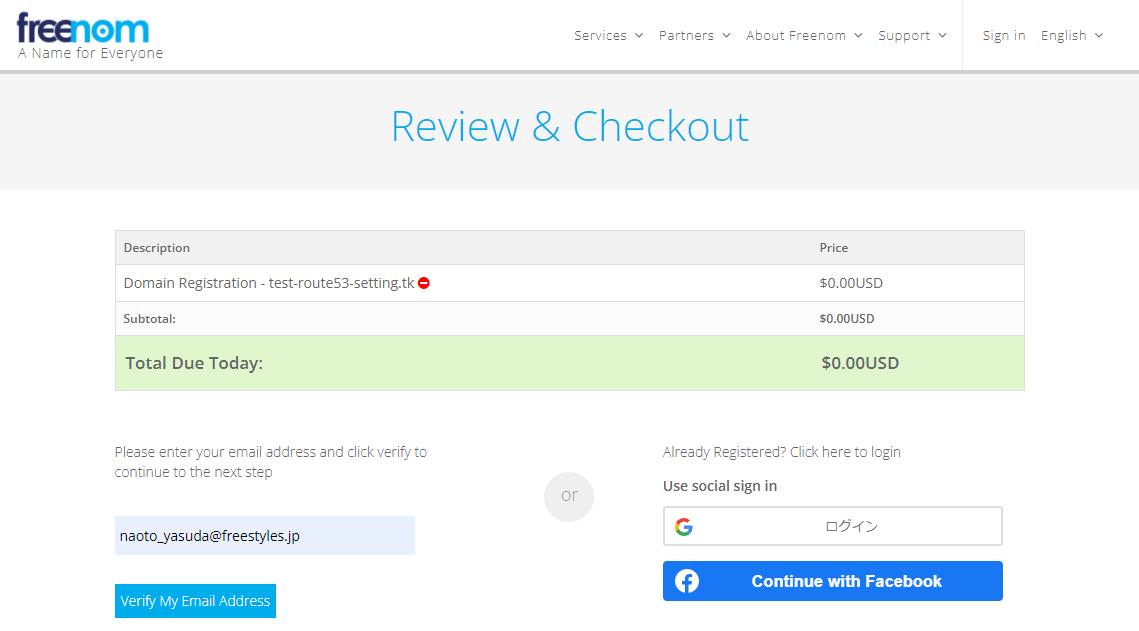 freenom
A Name for Everyone
Services Partners About Freenom Support Sign in English
Review & Checkout
Description Price
Domain Registration - test-route53-setting.tk $0.00USD
Subtotal: $0.00USD
Total Due Today: $0.00USD
Please enter your email address and click verify to
continue to the next step
naoto_yasuda@freestyles.jp
Verify My Email Address
or
Already Registered? Click here to login
Use social sign in
ログイン
Continue with Facebook